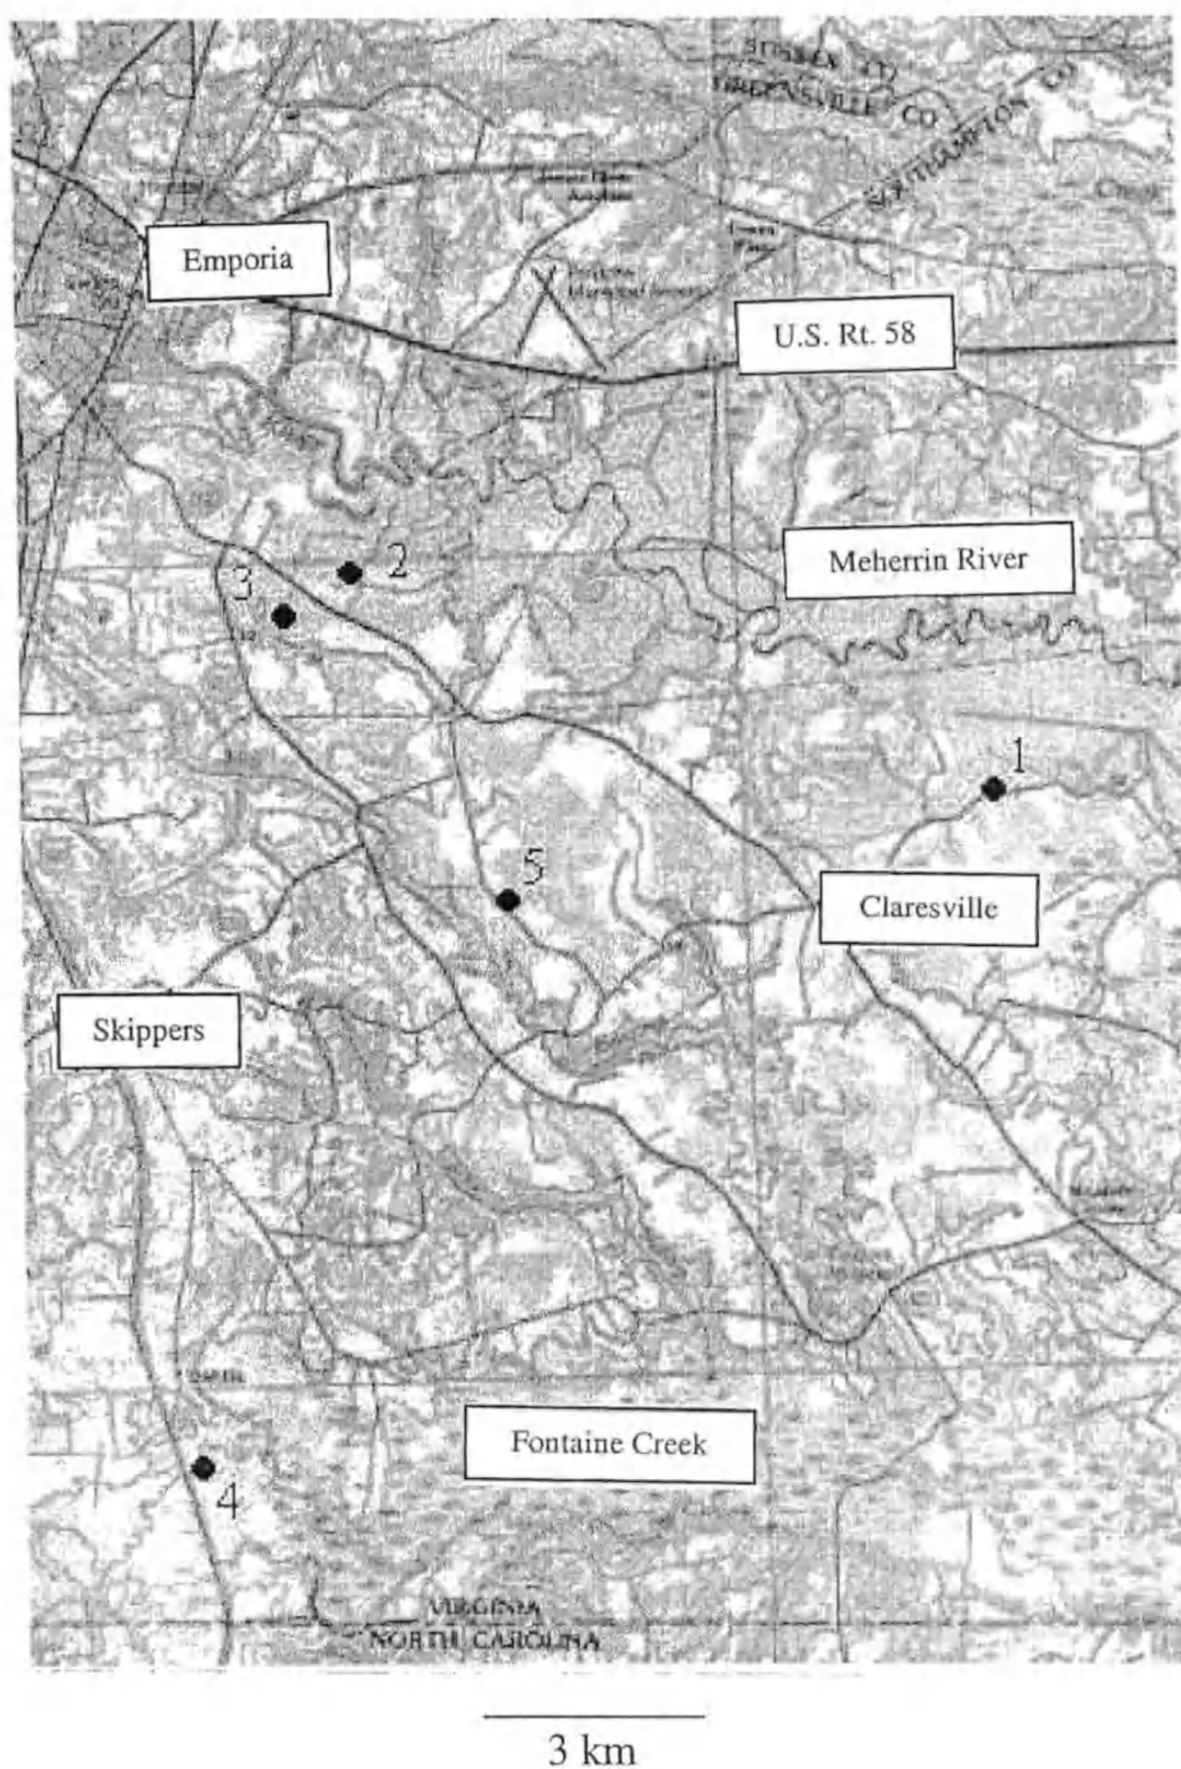 SUSSEX CO
GREENSVILLE CO
SOUTHAMPTON CO
Emporia
U.S. Rt. 58
Meherrin River
2
3
1
5
Claresville
Skippers
Fontaine Creek
4
VIRGINIA
NORTH CAROLINA
3 km